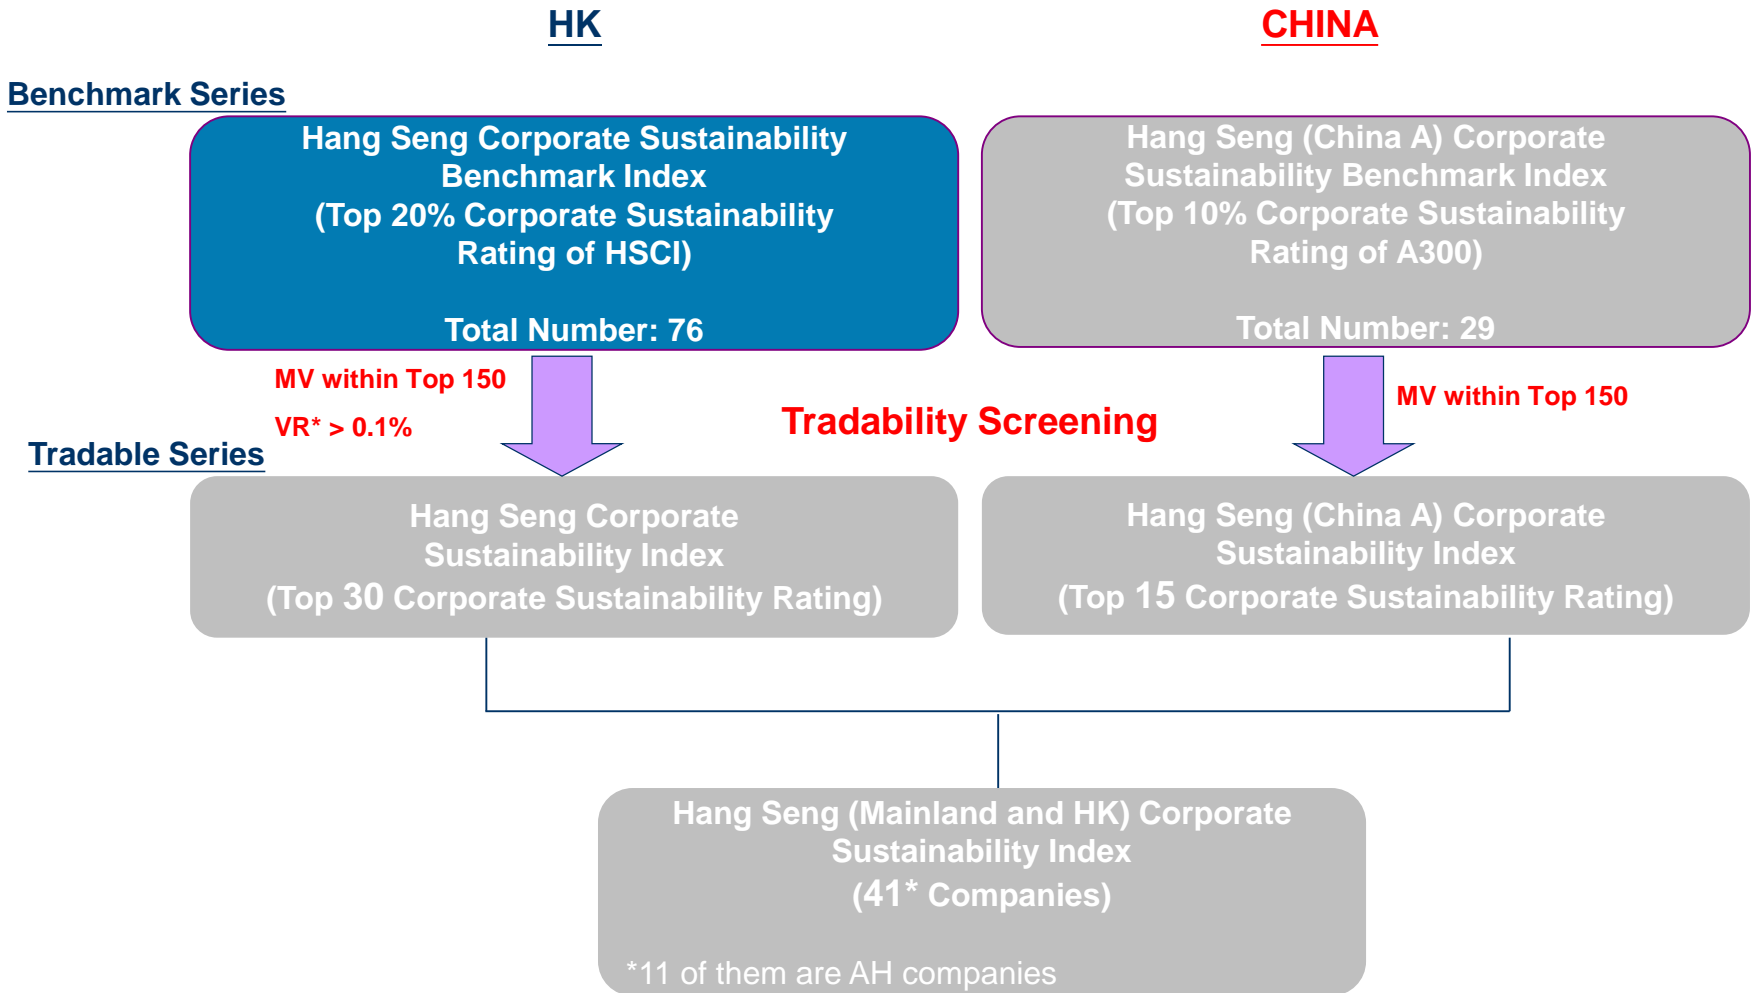 HK
CHINA
Benchmark Series
Hang Seng Corporate Sustainability
Benchmark Index
(Top 20% Corporate Sustainability
Rating of HSCI)
Total Number: 76
Hang Seng (China A) Corporate
Sustainability Benchmark Index
(Top 10% Corporate Sustainability
Rating of A300)
Total Number: 29
MV within Top 150
VR* > 0.1%
Tradability Screening
MV within Top 150
Tradable Series
Hang Seng Corporate
Sustainability Index
(Top 30 Corporate Sustainability Rating)
Hang Seng (China A) Corporate
Sustainability Index
(Top 15 Corporate Sustainability Rating)
Hang Seng (Mainland and HK) Corporate
Sustainability Index
(41* Companies)
*11 of them are AH companies